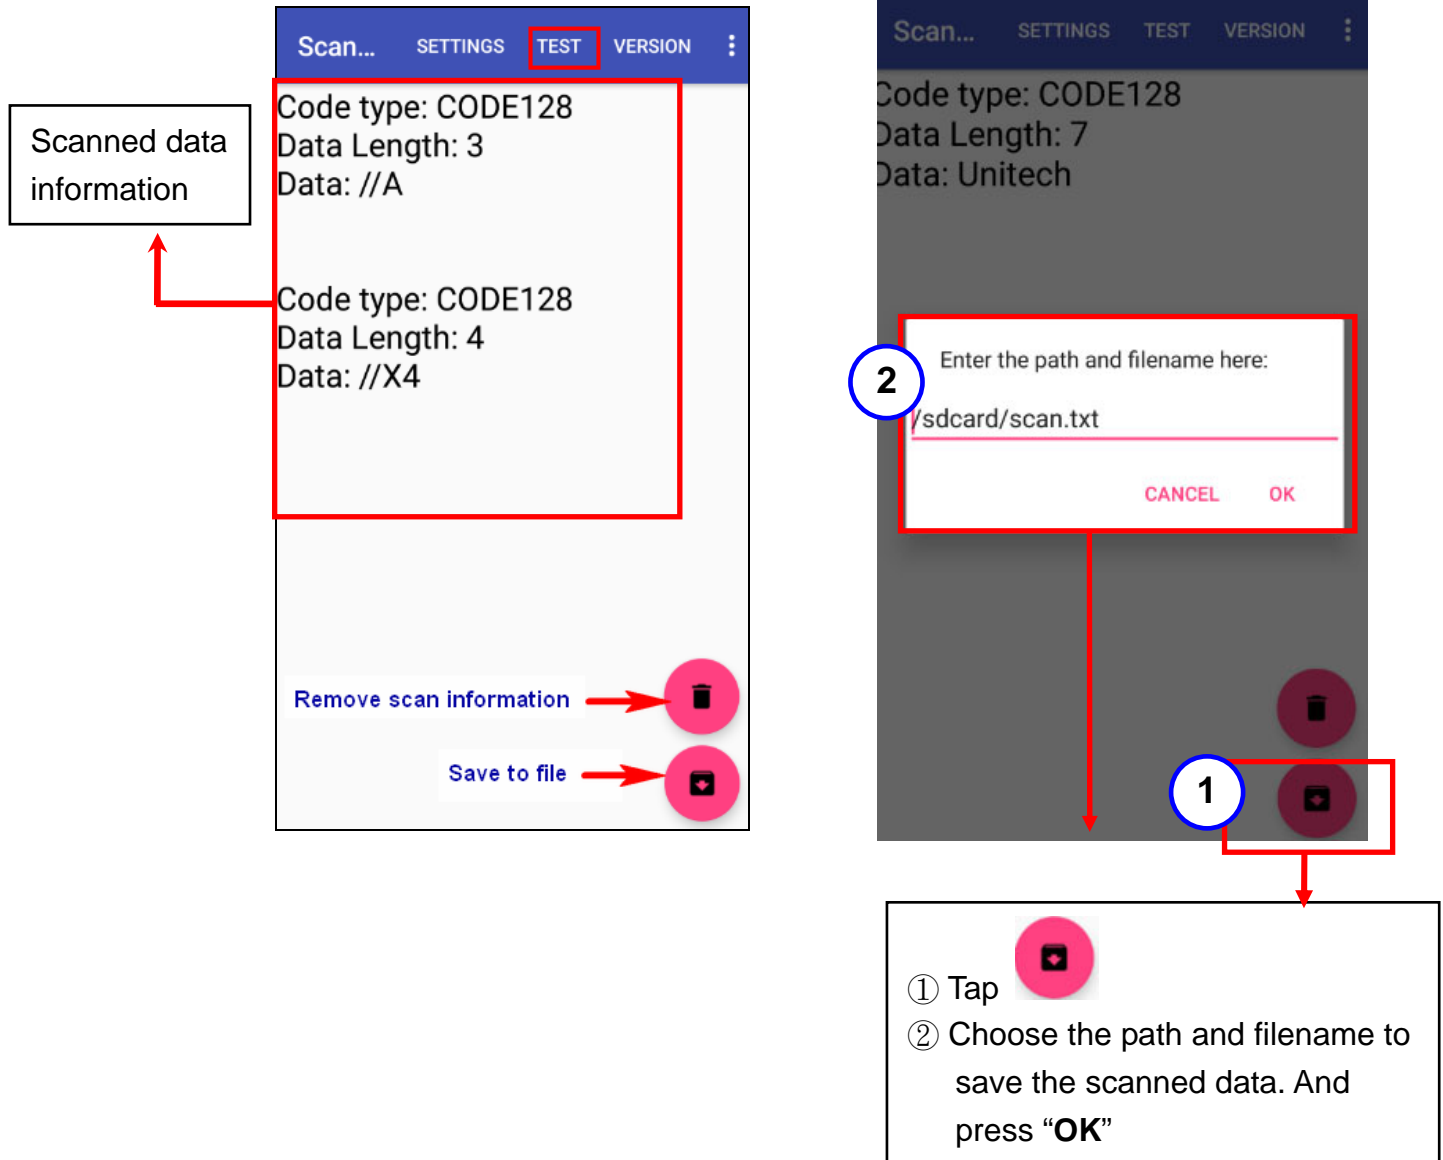 Scan... SETTINGS TEST VERSION
Scanned data
information
Code type: CODE128
Data Length: 3
Data: //A
Code type: CODE128
Data Length: 4
Data: //X4
Remove scan information
Save to file
Scan... SETTINGS TEST VERSION
Code type: CODE128
Data Length: 7
Data: Unitech
2
Enter the path and filename here:
/sdcard/scan.txt
CANCEL OK
1
① Tap
② Choose the path and filename to
save the scanned data. And
press “OK”